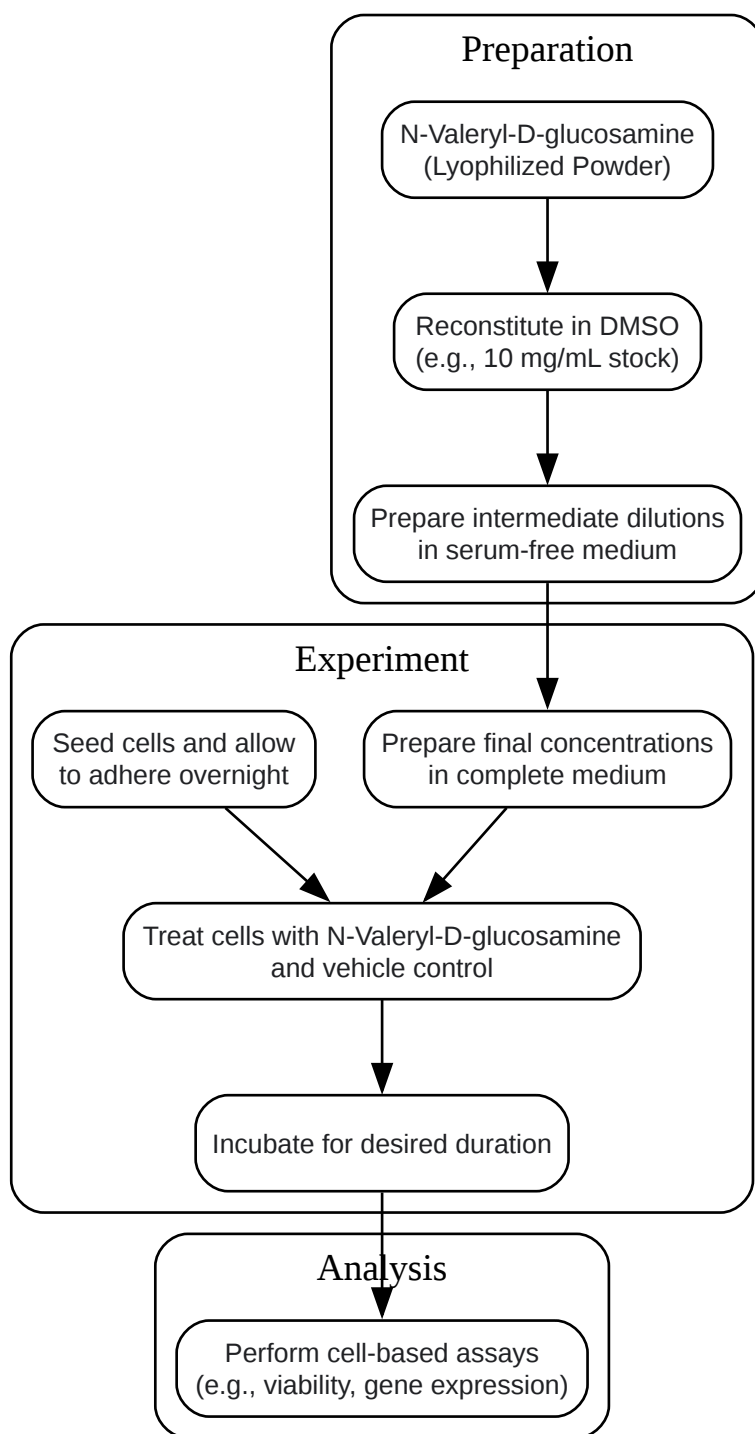 Preparation
N-Valeryl-D-glucosamine
(Lyophilized Powder)
Reconstitute in DMSO
(e.g., 10 mg/mL stock)
Prepare intermediate dilutions
in serum-free medium
Experiment
Seed cells and allow
to adhere overnight
Prepare final concentrations
in complete medium
Treat cells with N-Valeryl-D-glucosamine
and vehicle control
Incubate for desired duration
Analysis
Perform cell-based assays
(e.g., viability, gene expression)